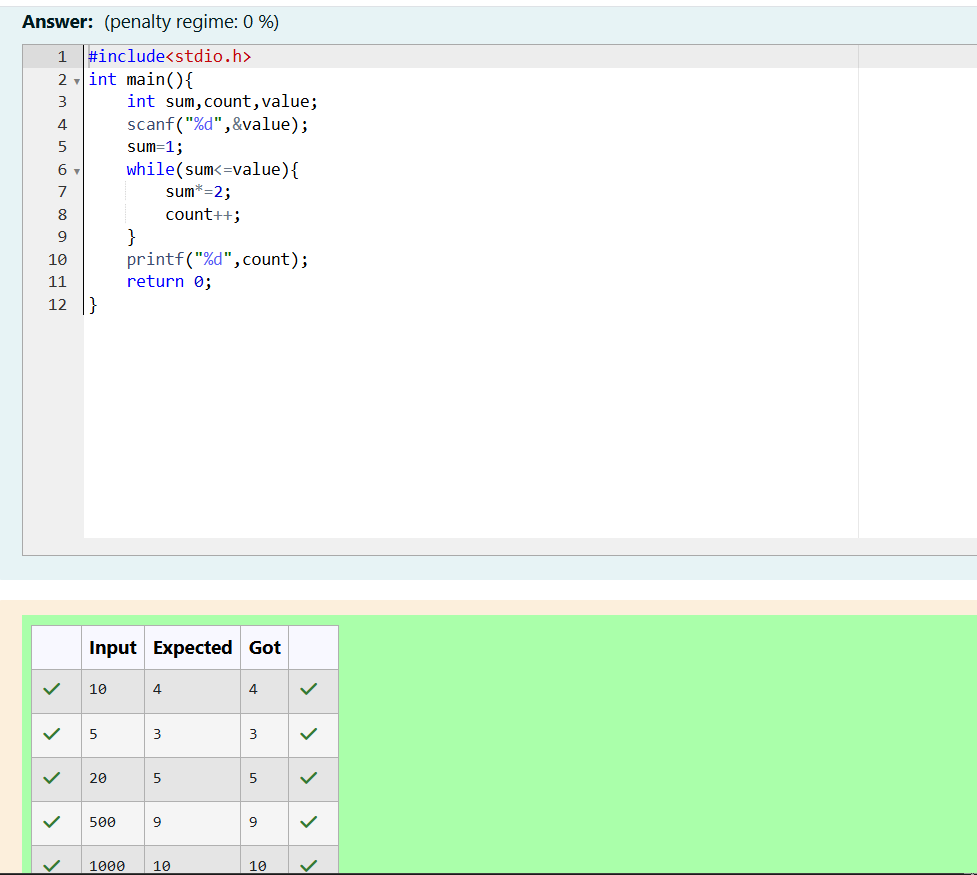 Answer: (penalty regime: 0 %)
1 #include<stdio.h>
2 int main(){
3     int sum,count,value;
4     scanf("%d",&value);
5     sum=1;
6     while(sum<=value){
7         sum*=2;
8         count++;
9     }
10     printf("%d",count);
11     return 0;
12 }
Input Expected Got
10 4 4
5 3 3
20 5 5
500 9 9
1000 10 10